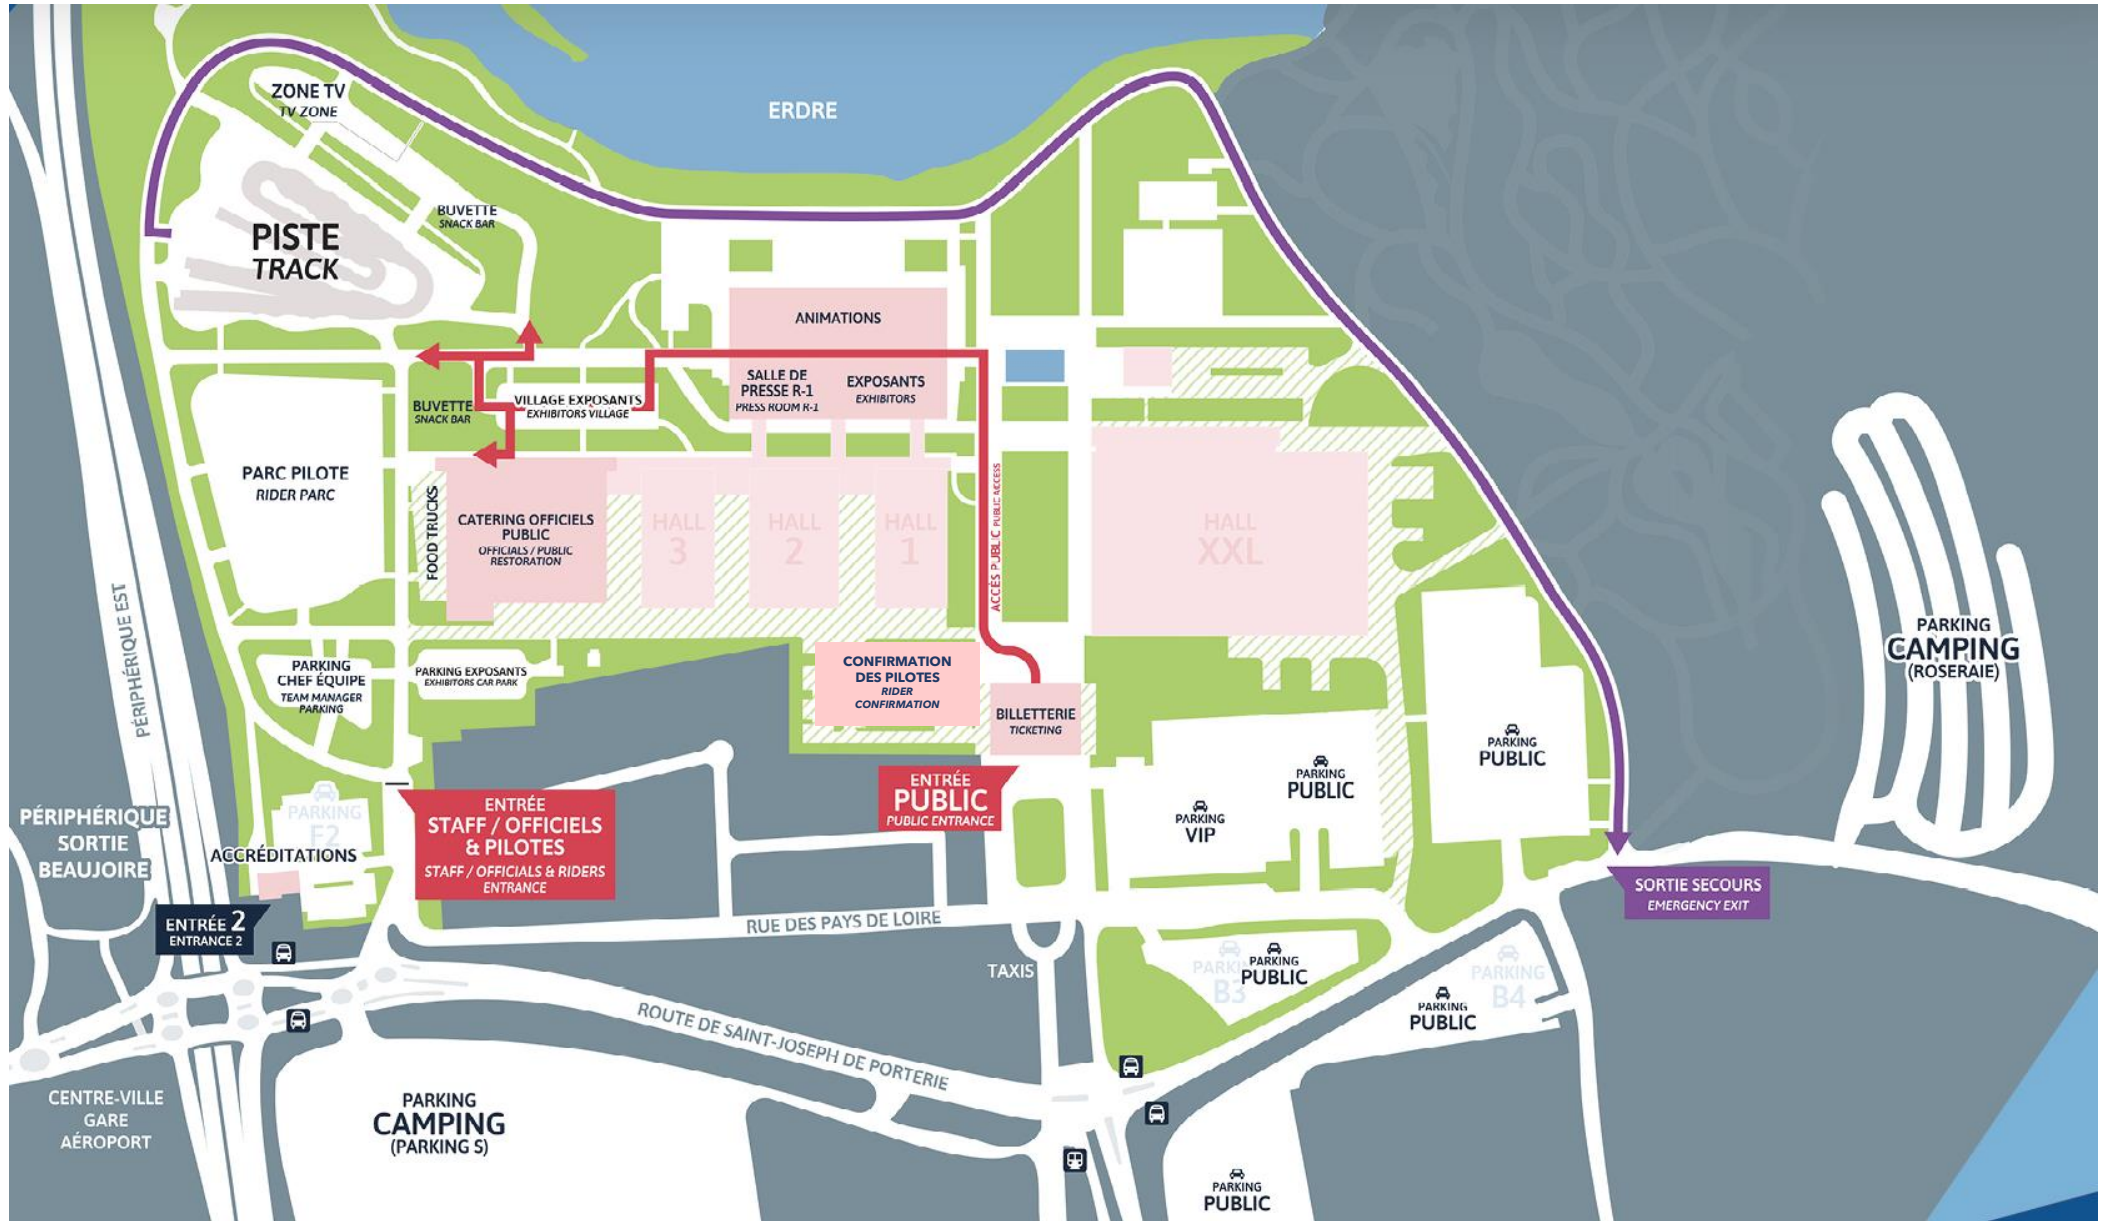 ZONE TV
TV ZONE
ERDRE
BUVETTE
SNACK BAR
PISTE
TRACK
ANIMATIONS
SALLE DE
PRESSE R-1
PRESS ROOM R-1
EXPOSANTS
EXHIBITORS
BUVETTE
SNACK BAR
VILLAGE EXPOSANTS
EXHIBITORS VILLAGE
PARC PILOTE
RIDER PARC
FOOD TRUCKS
CATERING OFFICIELS
PUBLIC
OFFICIALS / PUBLIC
RESTORATION
HALL
3
HALL
2
HALL
1
ACCÈS PUBLIC PUBLIC ACCESS
HALL
XXL
PÉRIPHÉRIQUE EST
PARKING
CHEF ÉQUIPE
TEAM MANAGER
PARKING
PARKING EXPOSANTS
EXHIBITORS CAR PARK
CONFIRMATION
DES PILOTES
RIDER
CONFIRMATION
BILLETTERIE
TICKETING
PARKING
CAMPING
(ROSERAIE)
PARKING
PUBLIC
PARKING
PUBLIC
PARKING
VIP
ENTRÉE
PUBLIC
PUBLIC ENTRANCE
ENTRÉE
STAFF / OFFICIELS
& PILOTES
STAFF / OFFICIALS & RIDERS
ENTRANCE
PARKING
F2
ACCRÉDITATIONS
PÉRIPHÉRIQUE
SORTIE
BEAUJOIRE
ENTRÉE 2
ENTRANCE 2
SORTIE SECOURS
EMERGENCY EXIT
RUE DES PAYS DE LOIRE
TAXIS
PARKING
B3
PARKING
PUBLIC
PARKING
B4
PARKING
PUBLIC
ROUTE DE SAINT-JOSEPH DE PORTERIE
CENTRE-VILLE
GARE
AÉROPORT
PARKING
CAMPING
(PARKING S)
PARKING
PUBLIC